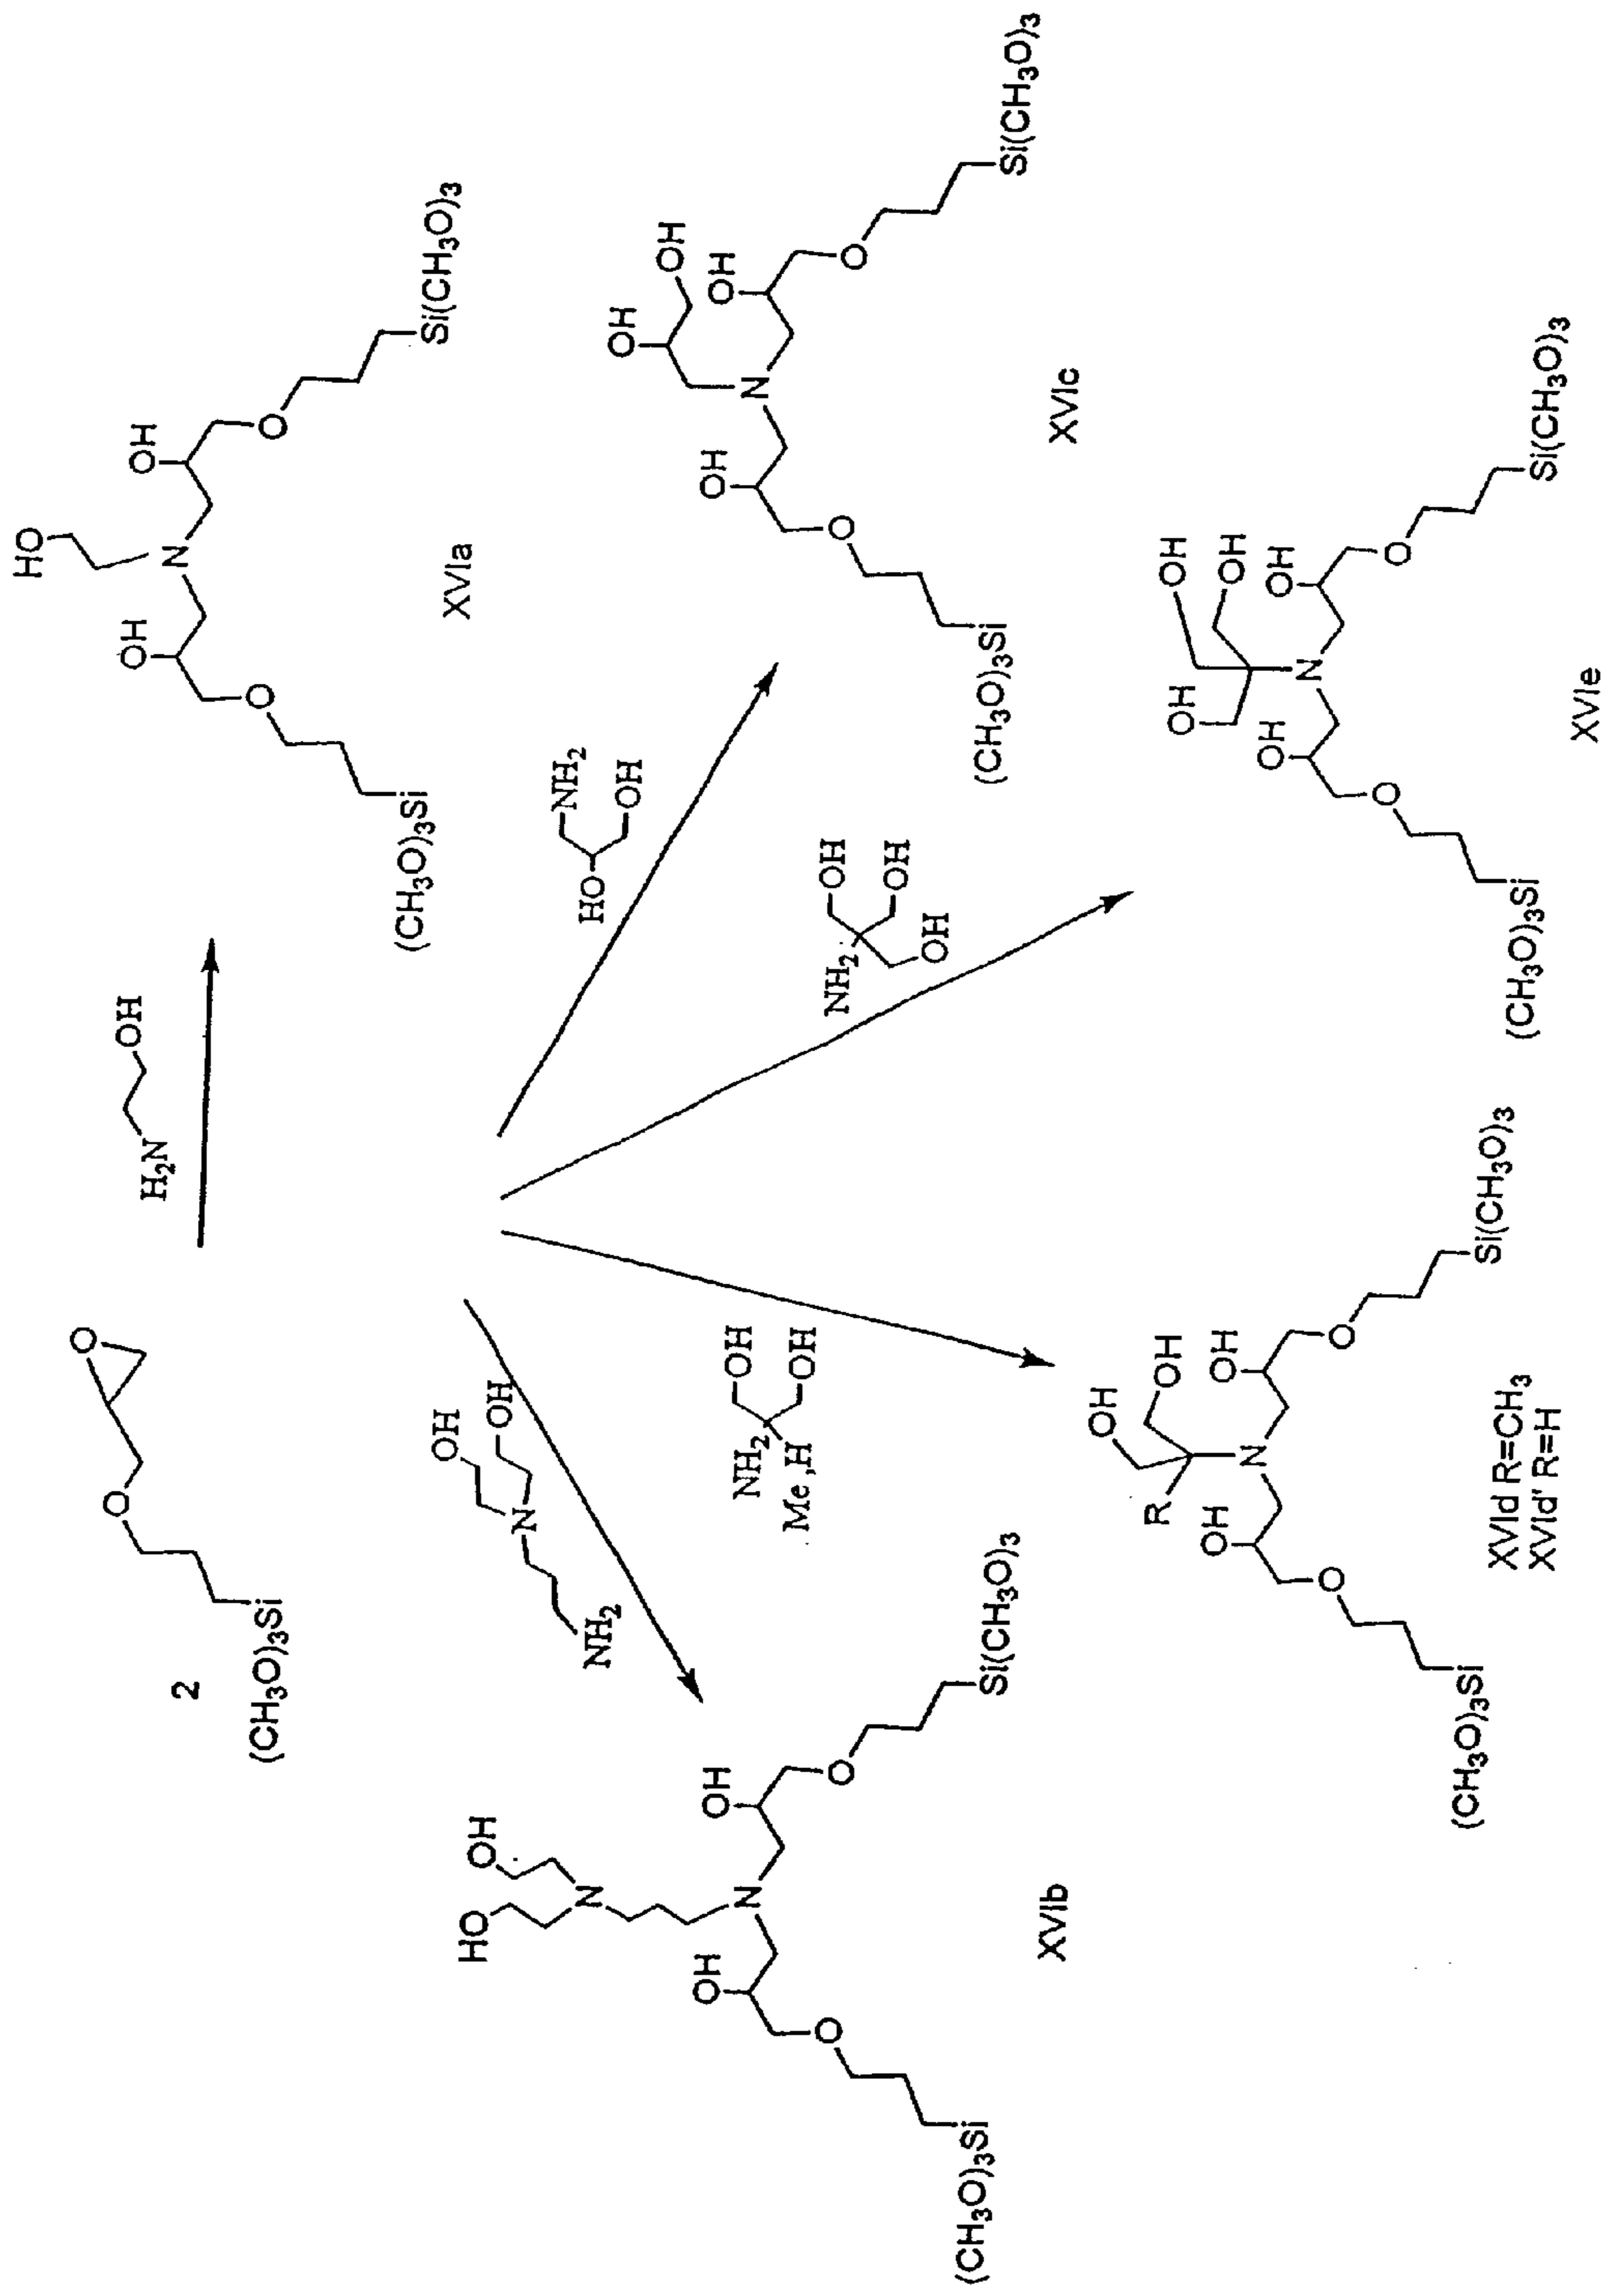 O
O
2
(CH3O)3Si
H2N
OH
HO
OH
OH
N
O
O
(CH3O)3Si
Si(CH3O)3
XVIa
OH
OH
N
NH2
NH2
HO
OH
OH
OH
OH
OH
N
O
O
(CH3O)3Si
Si(CH3O)3
XVIc
HO
OH
N
OH
OH
N
O
O
(CH3O)3Si
Si(CH3O)3
XVIb
NH2
OH
OH
Me,H
NH2
OH
OH
OH
OH
OH
R
OH
OH
N
O
O
(CH3O)3Si
Si(CH3O)3
XVId R=CH3
XVId' R=H
OH
OH
OH
OH
OH
N
O
O
(CH3O)3Si
Si(CH3O)3
XVIe